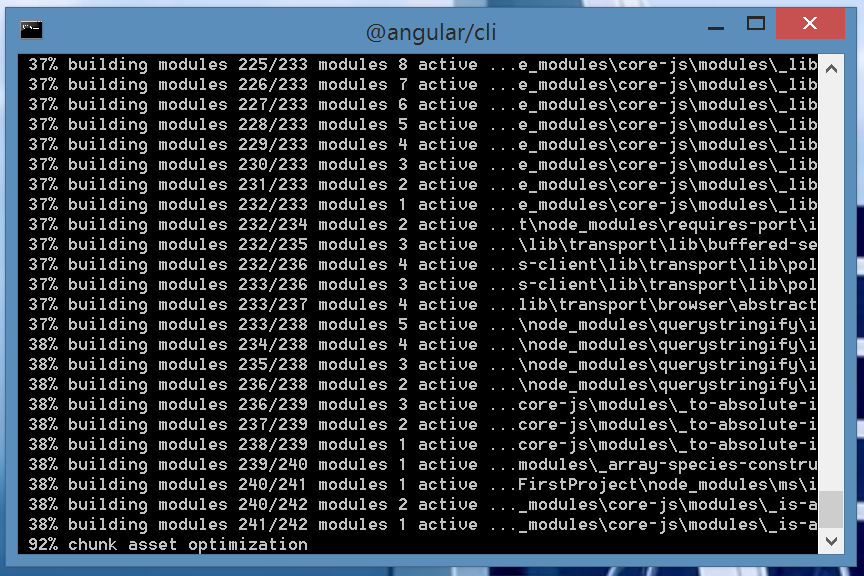 @angular/cli
37% building modules 225/233 modules 8 active ...e_modules\core-js\modules\_lib
37% building modules 226/233 modules 7 active ...e_modules\core-js\modules\_lib
37% building modules 227/233 modules 6 active ...e_modules\core-js\modules\_lib
37% building modules 228/233 modules 5 active ...e_modules\core-js\modules\_lib
37% building modules 229/233 modules 4 active ...e_modules\core-js\modules\_lib
37% building modules 230/233 modules 3 active ...e_modules\core-js\modules\_lib
37% building modules 231/233 modules 2 active ...e_modules\core-js\modules\_lib
37% building modules 232/233 modules 1 active ...e_modules\core-js\modules\_lib
37% building modules 232/234 modules 2 active ...t\node_modules\requires-port\i
37% building modules 232/235 modules 3 active ...\lib\transport\lib\buffered-se
37% building modules 232/236 modules 4 active ...s-client\lib\transport\lib\pol
37% building modules 233/236 modules 3 active ...s-client\lib\transport\lib\pol
37% building modules 233/237 modules 4 active ...lib\transport\browser\abstract
37% building modules 233/238 modules 5 active ...\node_modules\querystringify\i
38% building modules 234/238 modules 4 active ...\node_modules\querystringify\i
38% building modules 235/238 modules 3 active ...\node_modules\querystringify\i
38% building modules 236/238 modules 2 active ...\node_modules\querystringify\i
38% building modules 236/239 modules 3 active ...core-js\modules\_to-absolute-i
38% building modules 237/239 modules 2 active ...core-js\modules\_to-absolute-i
38% building modules 238/239 modules 1 active ...core-js\modules\_to-absolute-i
38% building modules 239/240 modules 1 active ...modules\_array-species-constru
38% building modules 240/241 modules 1 active ...FirstProject\node_modules\ms\i
38% building modules 240/242 modules 2 active ..._modules\core-js\modules\_is-a
38% building modules 241/242 modules 1 active ..._modules\core-js\modules\_is-a
92% chunk asset optimization